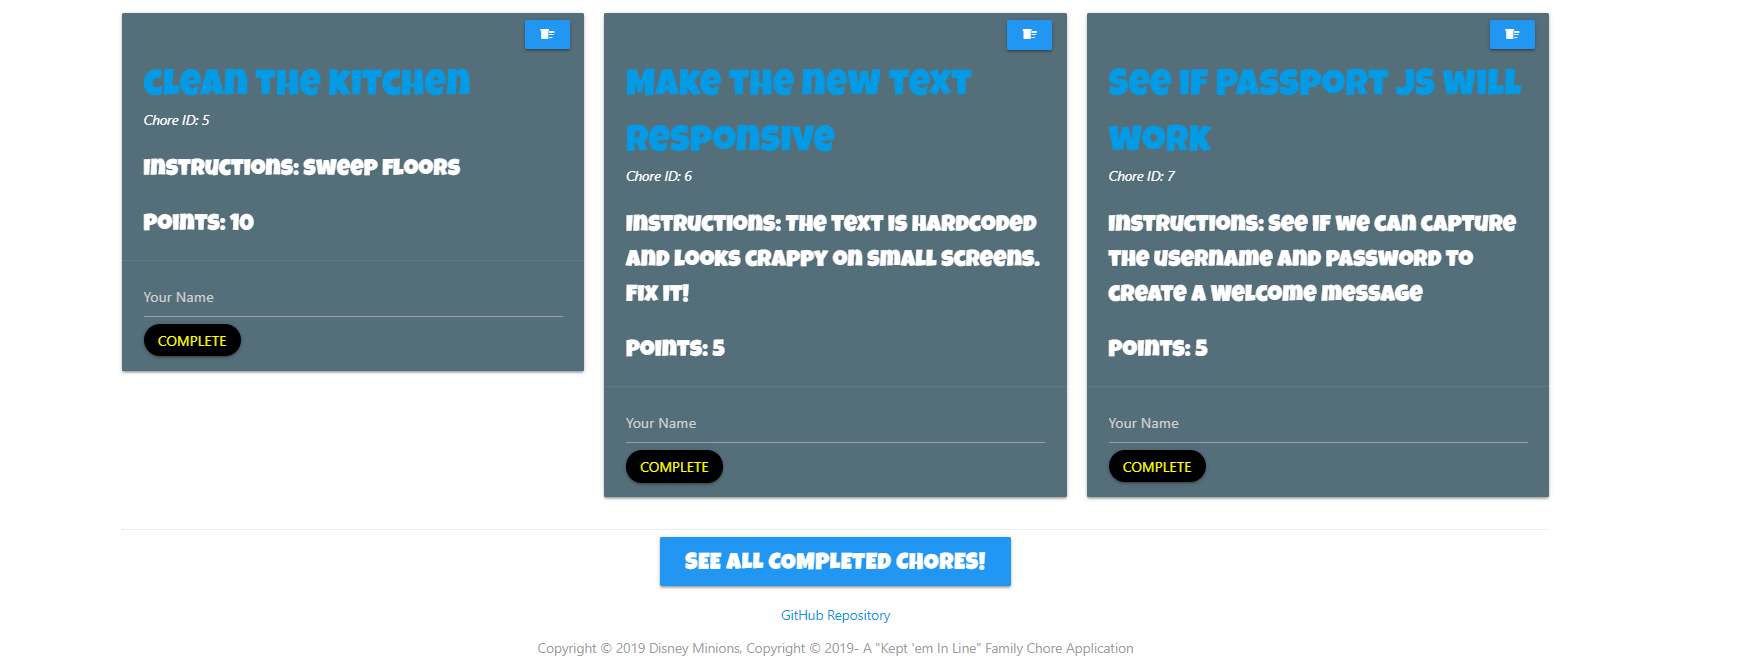 Clean the kitchen
Chore ID: 5
Instructions: Sweep floors
Points: 10
Your Name
COMPLETE
Make the new text
responsive
Chore ID: 6
Instructions: The text is hardcoded
and looks crappy on small screens.
Fix it!
Points: 5
Your Name
COMPLETE
See if Passport JS will
work
Chore ID: 7
Instructions: See if we can capture
the username and password to
create a welcome message
Points: 5
Your Name
COMPLETE
SEE ALL COMPLETED CHORES!
GitHub Repository
Copyright © 2019 Disney Minions, Copyright © 2019- A "Kept 'em In Line" Family Chore Application